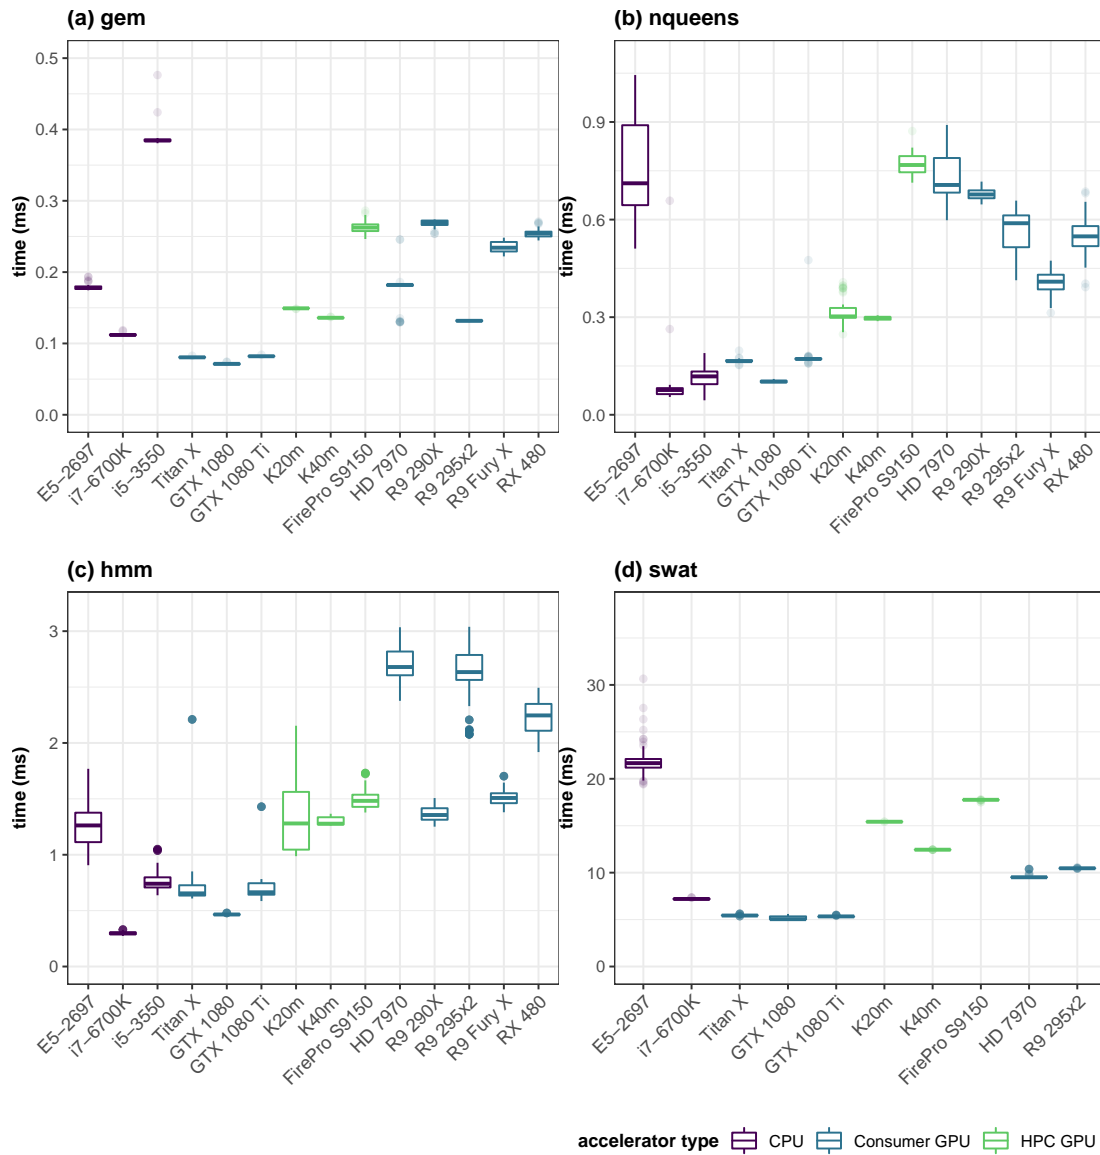 (a) gem
time (ms)
0.5
0.4
0.3
0.2
0.1
0.0
E5−2697
i7−6700K
i5−3550
Titan X
GTX 1080
GTX 1080 Ti
K20m
K40m
FirePro S9150
HD 7970
R9 290X
R9 295x2
R9 Fury X
RX 480
(b) nqueens
time (ms)
0.9
0.6
0.3
0.0
E5−2697
i7−6700K
i5−3550
Titan X
GTX 1080
GTX 1080 Ti
K20m
K40m
FirePro S9150
HD 7970
R9 290X
R9 295x2
R9 Fury X
RX 480
(c) hmm
time (ms)
3
2
1
0
E5−2697
i7−6700K
i5−3550
Titan X
GTX 1080
GTX 1080 Ti
K20m
K40m
FirePro S9150
HD 7970
R9 290X
R9 295x2
R9 Fury X
RX 480
(d) swat
time (ms)
30
20
10
0
E5−2697
i7−6700K
Titan X
GTX 1080
GTX 1080 Ti
K20m
K40m
FirePro S9150
HD 7970
R9 295x2
accelerator type CPU Consumer GPU HPC GPU